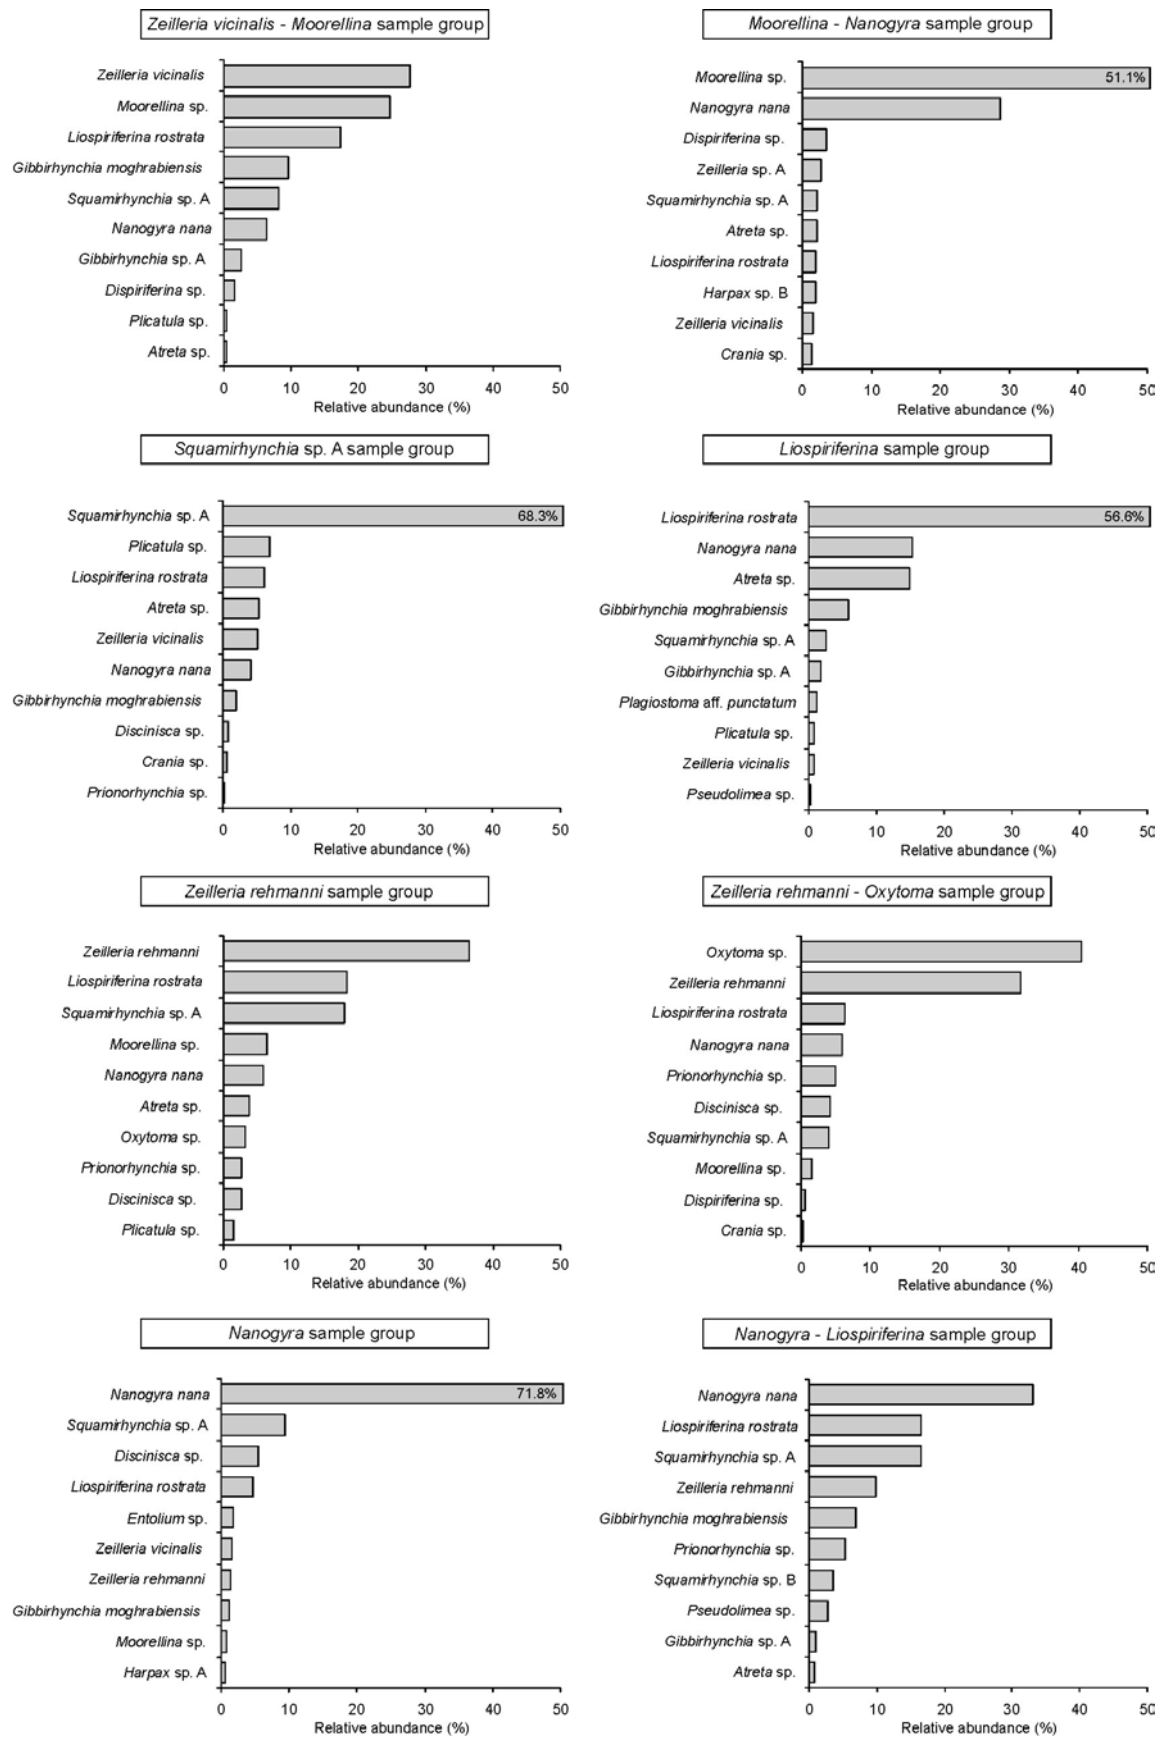 Zeilleria vicinalis - Moorellina sample group
Zeilleria vicinalis
Moorellina sp.
Liospiriferina rostrata
Gibbirhynchia moghrabiensis
Squamirhynchia sp. A
Nanogyra nana
Gibbirhynchia sp. A
Dispiriferina sp.
Plicatula sp.
Atreta sp.
0 10 20 30 40 50
Relative abundance (%)
Moorellina - Nanogyra sample group
Moorellina sp.
51.1%
Nanogyra nana
Dispiriferina sp.
Zeilleria sp. A
Squamirhynchia sp. A
Atreta sp.
Liospiriferina rostrata
Harpax sp. B
Zeilleria vicinalis
Crania sp.
0 10 20 30 40 50
Relative abundance (%)
Squamirhynchia sp. A sample group
Squamirhynchia sp. A
68.3%
Plicatula sp.
Liospiriferina rostrata
Atreta sp.
Zeilleria vicinalis
Nanogyra nana
Gibbirhynchia moghrabiensis
Discinisca sp.
Crania sp.
Prionorhynchia sp.
0 10 20 30 40 50
Relative abundance (%)
Liospiriferina sample group
Liospiriferina rostrata
56.6%
Nanogyra nana
Atreta sp.
Gibbirhynchia moghrabiensis
Squamirhynchia sp. A
Gibbirhynchia sp. A
Plagiostoma aff. punctatum
Plicatula sp.
Zeilleria vicinalis
Pseudolimea sp.
0 10 20 30 40 50
Relative abundance (%)
Zeilleria rehmanni sample group
Zeilleria rehmanni
Liospiriferina rostrata
Squamirhynchia sp. A
Moorellina sp.
Nanogyra nana
Atreta sp.
Oxytoma sp.
Prionorhynchia sp.
Discinisca sp.
Plicatula sp.
0 10 20 30 40 50
Relative abundance (%)
Zeilleria rehmanni - Oxytoma sample group
Oxytoma sp.
Zeilleria rehmanni
Liospiriferina rostrata
Nanogyra nana
Prionorhynchia sp.
Discinisca sp.
Squamirhynchia sp. A
Moorellina sp.
Dispiriferina sp.
Crania sp.
0 10 20 30 40 50
Relative abundance (%)
Nanogyra sample group
Nanogyra nana
71.8%
Squamirhynchia sp. A
Discinisca sp.
Liospiriferina rostrata
Entolium sp.
Zeilleria vicinalis
Zeilleria rehmanni
Gibbirhynchia moghrabiensis
Moorellina sp.
Harpax sp. A
0 10 20 30 40 50
Relative abundance (%)
Nanogyra - Liospiriferina sample group
Nanogyra nana
Liospiriferina rostrata
Squamirhynchia sp. A
Zeilleria rehmanni
Gibbirhynchia moghrabiensis
Prionorhynchia sp.
Squamirhynchia sp. B
Pseudolimea sp.
Gibbirhynchia sp. A
Atreta sp.
0 10 20 30 40 50
Relative abundance (%)